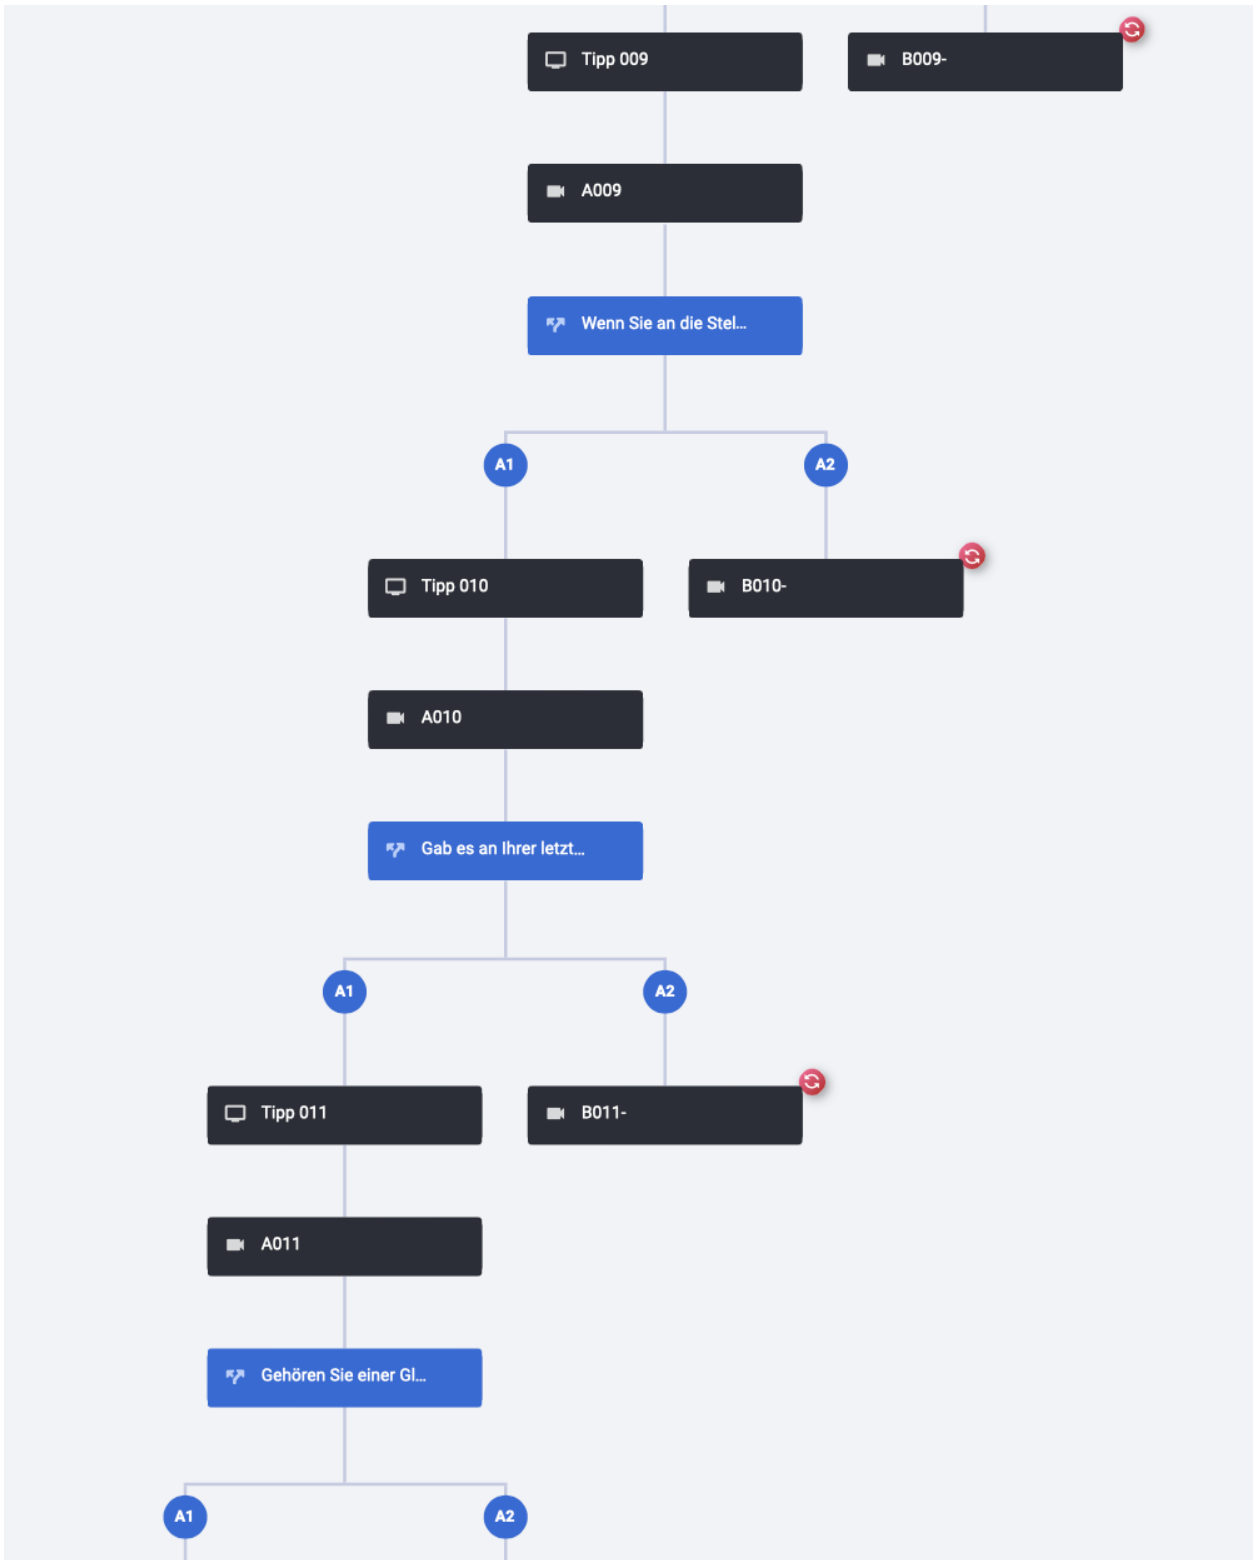 Tipp 009
B009-
A009
Wenn Sie an die Stel...
A1
A2
Tipp 010
B010-
A010
Gab es an Ihrer letzt...
A1
A2
Tipp 011
B011-
A011
Gehören Sie einer Gl...
A1
A2